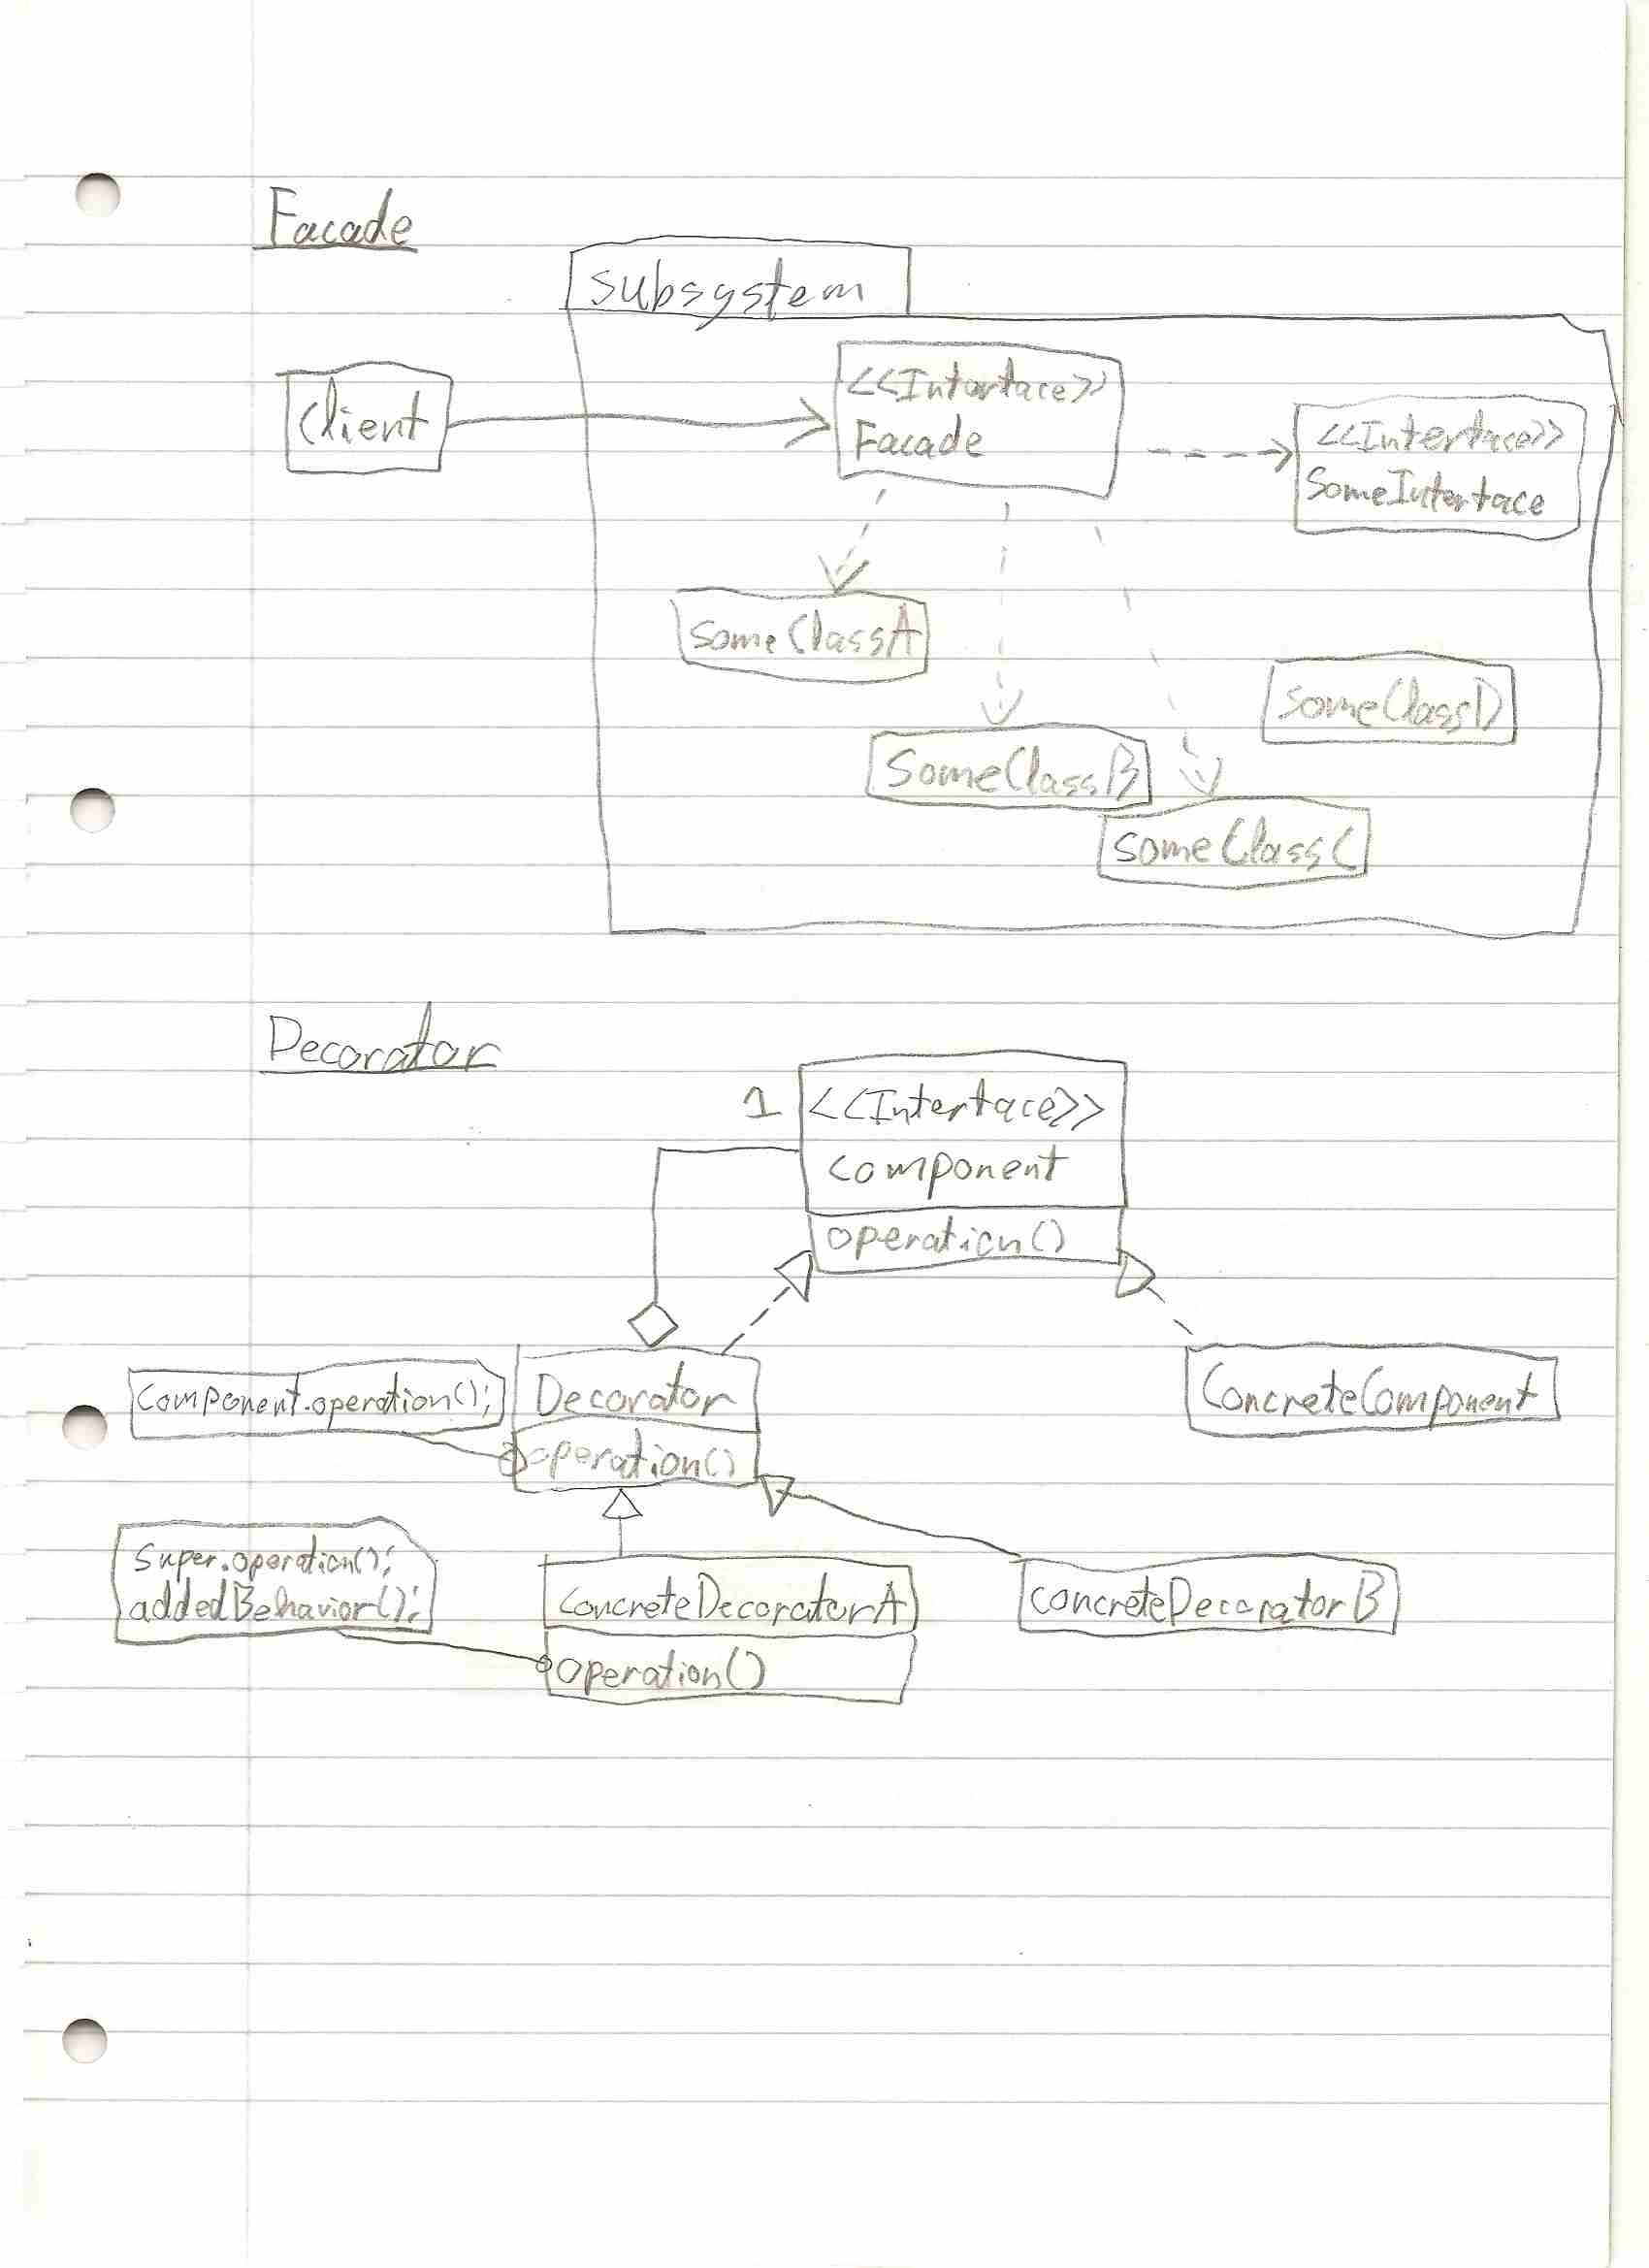 Facade
subsystem
Client
<<Interface>>
Facade
<<Interface>>
SomeInterface
SomeClassA
SomeClassD
SomeClassB
SomeClassC
Decorator
1
<<Interface>>
Component
operation()
Component.operation();
Decorator
operation()
ConcreteComponent
Super.operation();
addedBehavior();
ConcreteDecoratorA
operation()
ConcreteDecoratorB